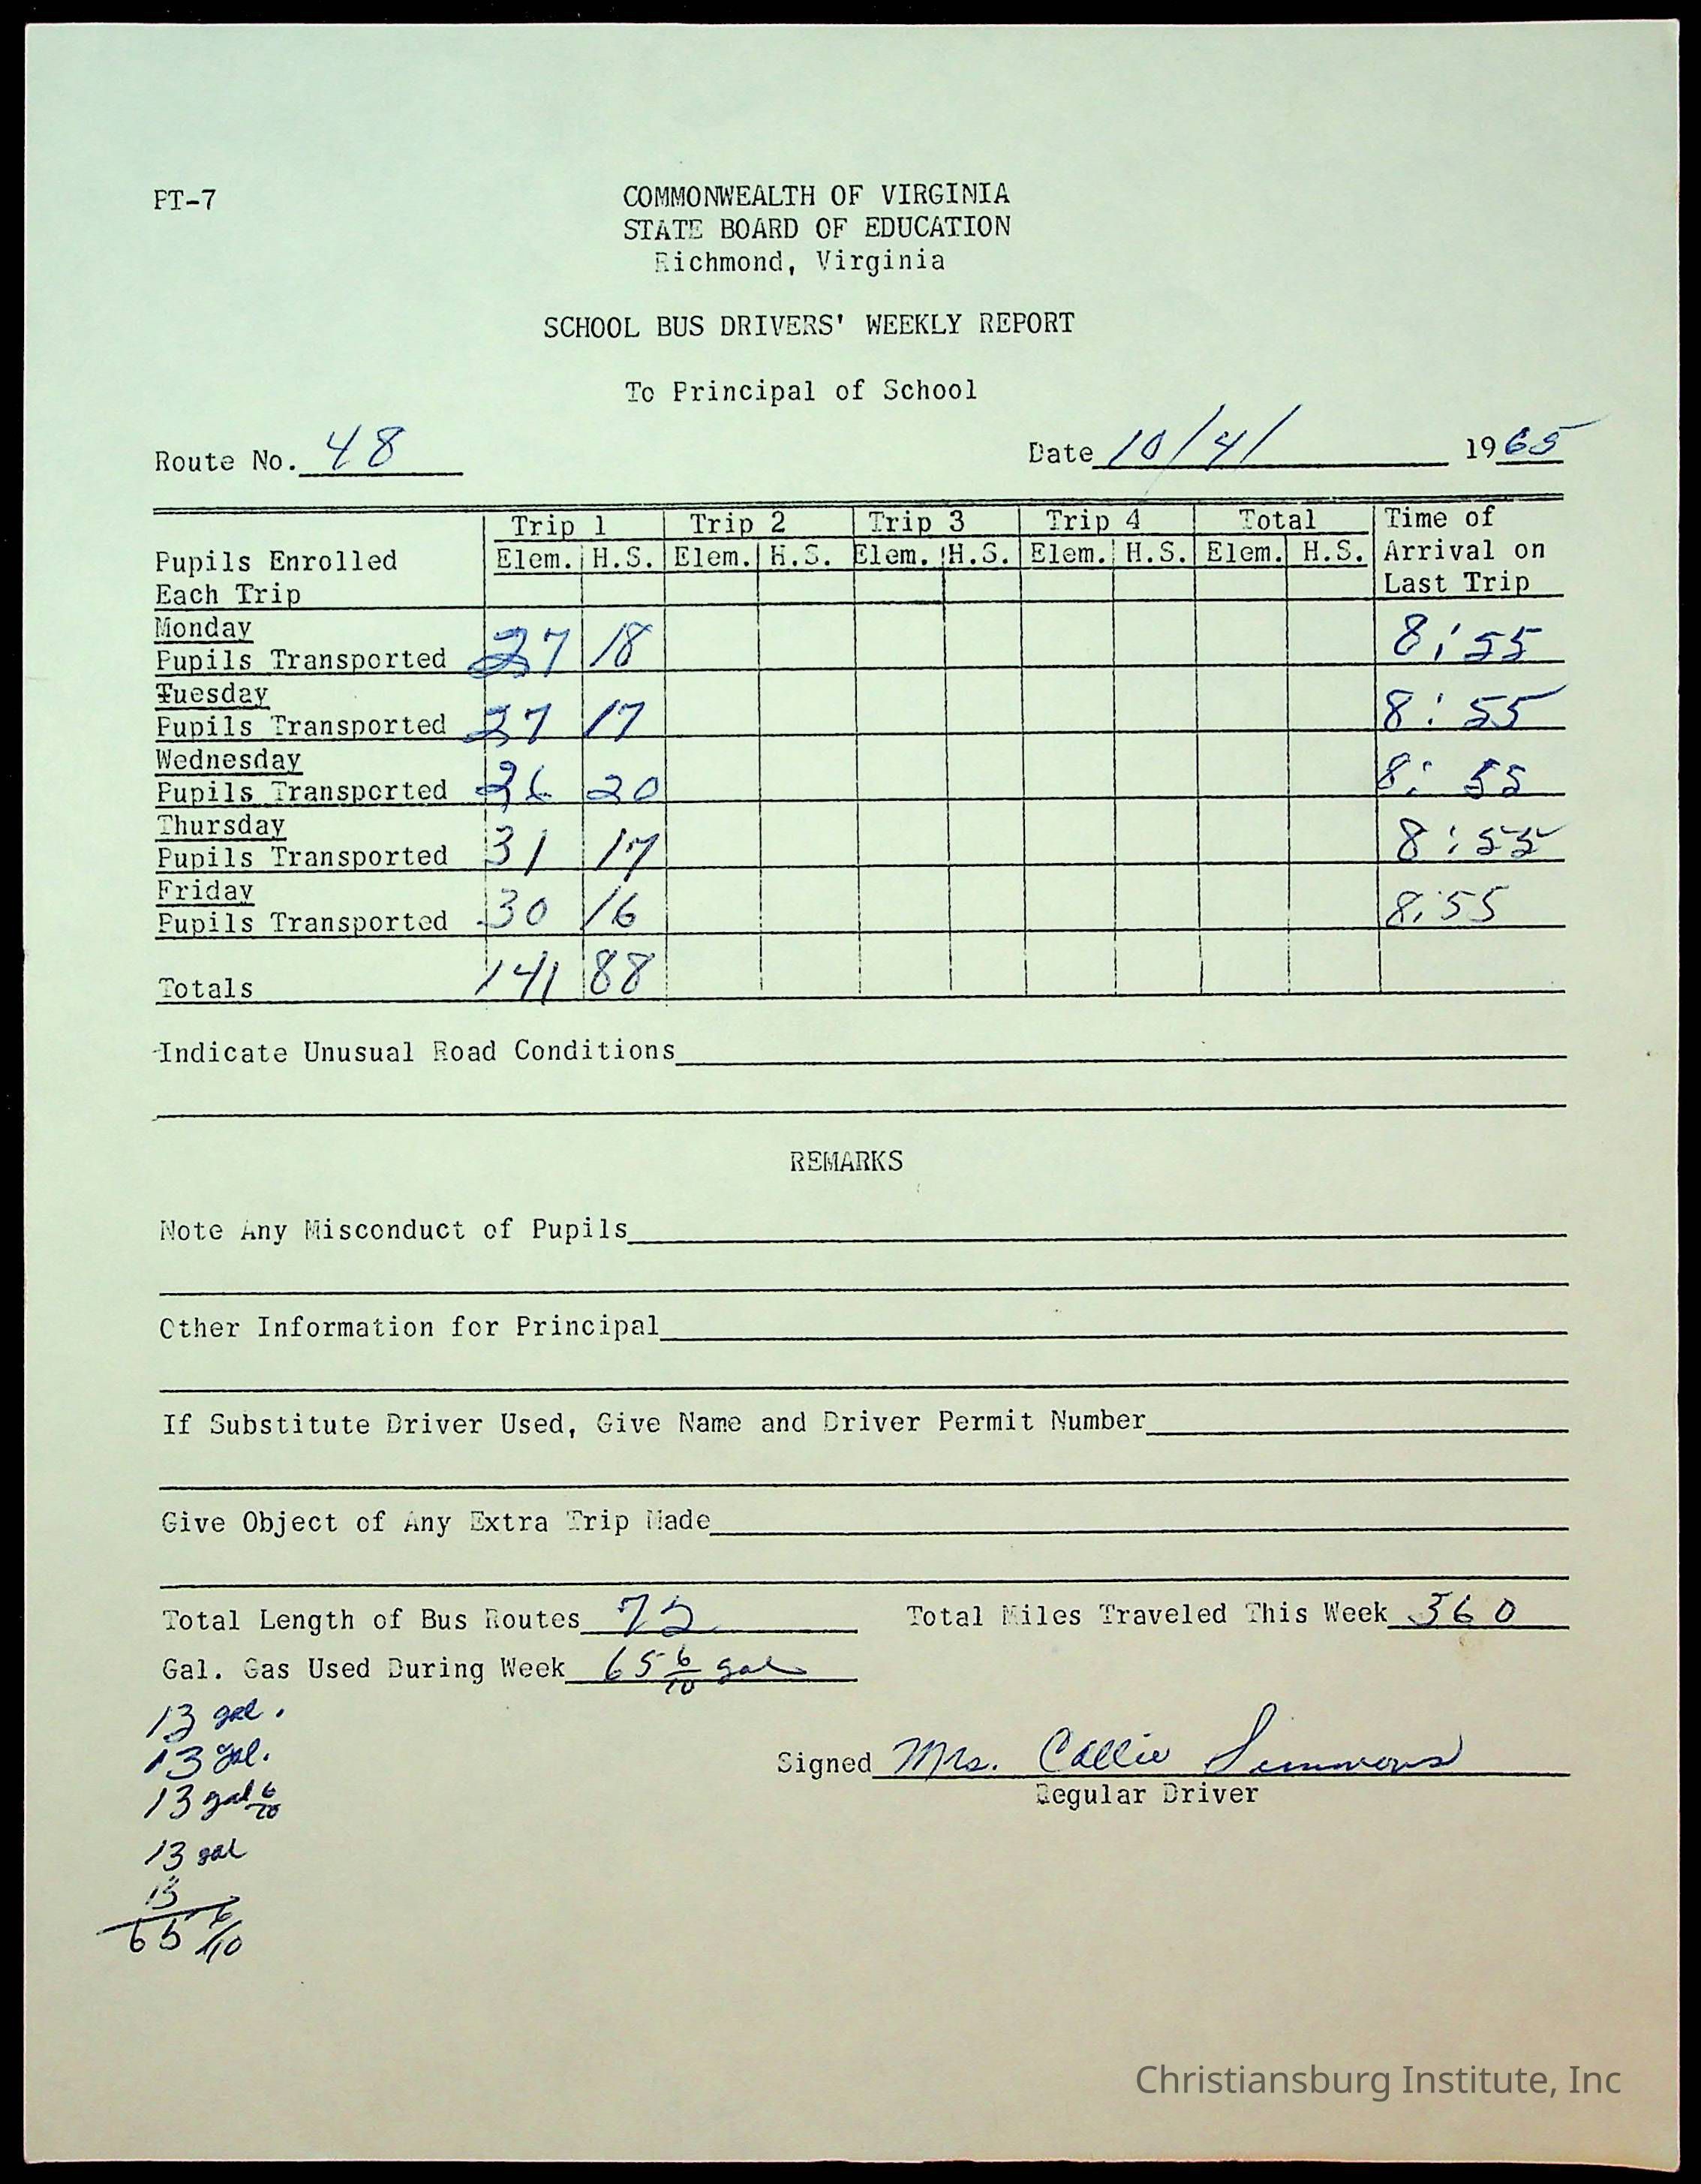 PT-7
COMMONWEALTH OF VIRGINIA
STATE BOARD OF EDUCATION
Richmond, Virginia
SCHOOL BUS DRIVERS' WEEKLY REPORT
To Principal of School
Route No. 48 Date 10/4/ 1965
Trip 1 Trip 2 Trip 3 Trip 4 Total Time of
Pupils Enrolled Elem. H.S. Elem. H.S. Elem. H.S. Elem. H.S. Elem. H.S. Arrival on
Each Trip Last Trip
Monday
Pupils Transported 27 18 8:55
Tuesday
Pupils Transported 27 17 8:55
Wednesday
Pupils Transported 26 20 8:55
Thursday
Pupils Transported 31 17 8:55
Friday
Pupils Transported 30 16 8:55
Totals 141 88
Indicate Unusual Road Conditions
REMARKS
Note Any Misconduct of Pupils
Other Information for Principal
If Substitute Driver Used, Give Name and Driver Permit Number
Give Object of Any Extra Trip Made
Total Length of Bus Routes 72 Total Miles Traveled This Week 360
Gal. Gas Used During Week 65 6/10 gal
13 gal.
13 gal.
13 gal 6/10
13 gal
13
65 6/10
Signed Mrs. Callie Simmons
Regular Driver
Christiansburg Institute, Inc